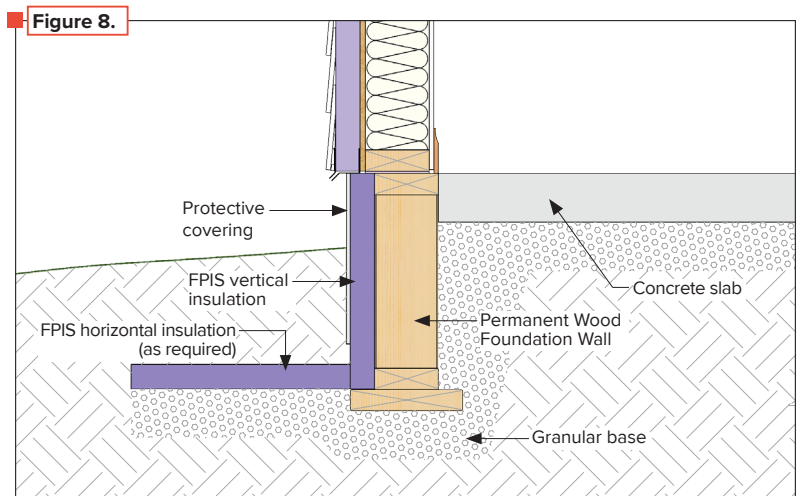 Figure 8.
Protective
covering
FPIS vertical
insulation
FPIS horizontal insulation
(as required)
Concrete slab
Permanent Wood
Foundation Wall
Granular base